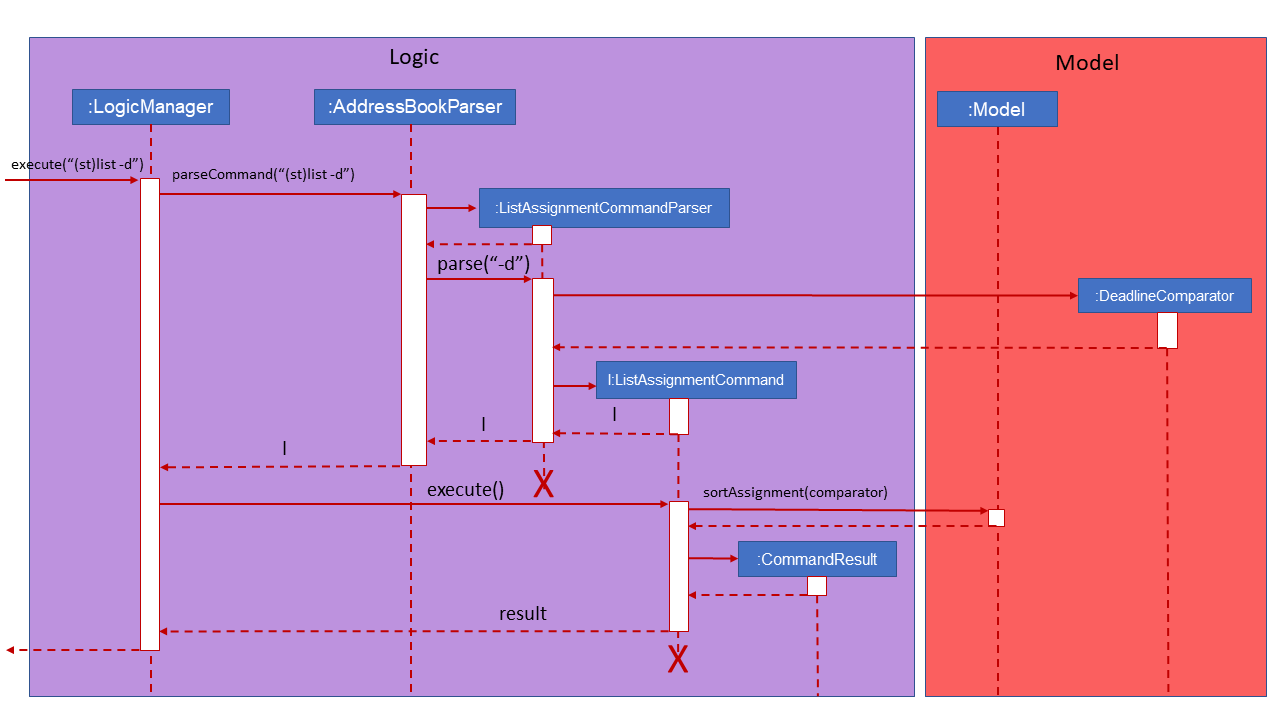 Logic
Model
:LogicManager
:AddressBookParser
:Model
execute(“(st)list -d”)
parseCommand(“(st)list -d”)
:ListAssignmentCommandParser
parse(“-d”)
:DeadlineComparator
l:ListAssignmentCommand
l
l
l
execute()
sortAssignment(comparator)
X
:CommandResult
result
X